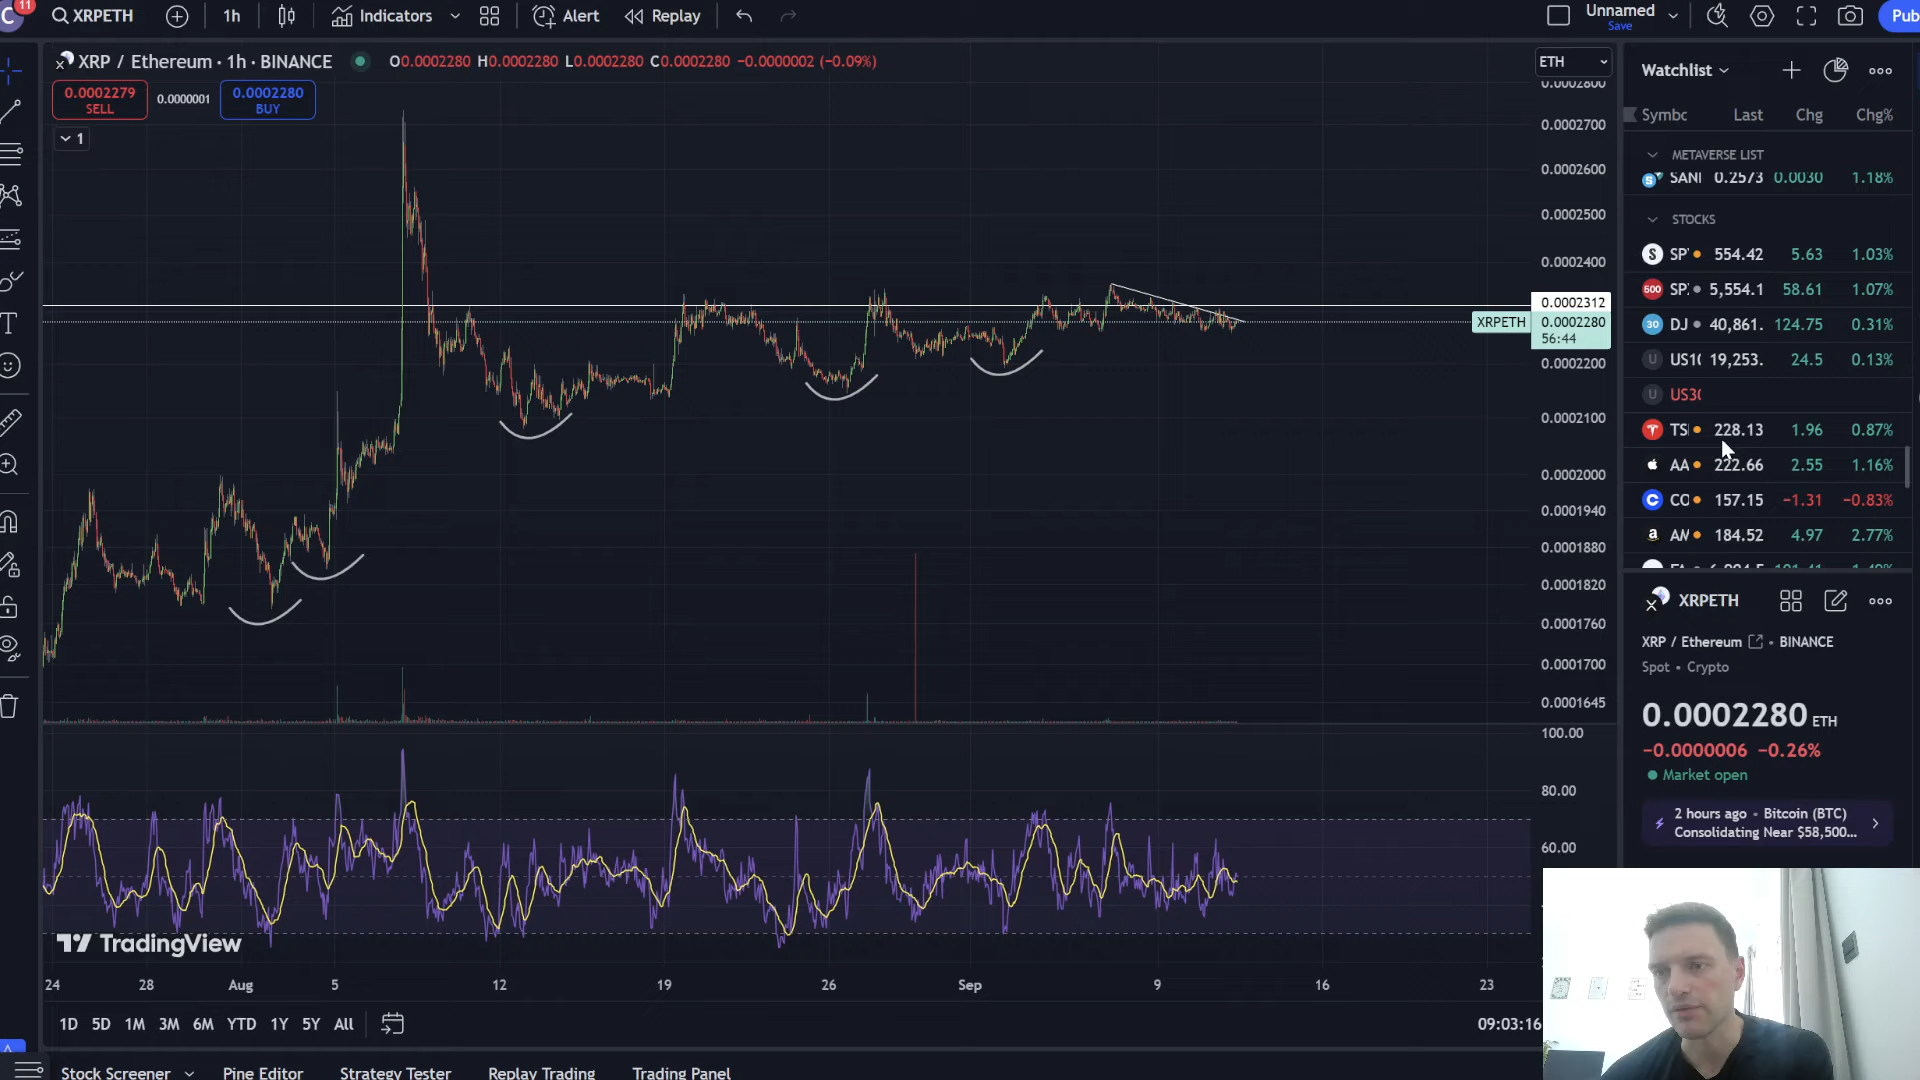 11
XRPETH
1h
Indicators
Alert
Replay
Unnamed
Save
Pub
XRP / Ethereum · 1h · BINANCE
O0.0002280 H0.0002280 L0.0002280 C0.0002280 −0.0000002 (−0.09%)
0.0002279
SELL
0.0000001
0.0002280
BUY
1
ETH
0.0002800
0.0002700
0.0002600
0.0002500
0.0002400
0.0002312
XRPETH
0.0002280
56:44
0.0002200
0.0002100
0.0002000
0.0001940
0.0001880
0.0001820
0.0001760
0.0001700
0.0001645
100.00
80.00
60.00
TradingView
24 28 Aug 5 12 19 26 Sep 9 16 23
1D 5D 1M 3M 6M YTD 1Y 5Y All
09:03:16
Stock Screener
Pine Editor
Strategy Tester
Replay Trading
Trading Panel
Watchlist
Symbc Last Chg Chg%
METAVERSE LIST
SANI 0.2573 0.0030 1.18%
STOCKS
S SP 554.42 5.63 1.03%
500 SP 5,554.1 58.61 1.07%
30 DJ 40,861. 124.75 0.31%
U US1 19,253. 24.5 0.13%
U US3
TS 228.13 1.96 0.87%
AA 222.66 2.55 1.16%
CO 157.15 −1.31 −0.83%
AM 184.52 4.97 2.77%
XRPETH
XRP / Ethereum • BINANCE
Spot • Crypto
0.0002280 ETH
−0.0000006 −0.26%
Market open
2 hours ago • Bitcoin (BTC)
Consolidating Near $58,500...